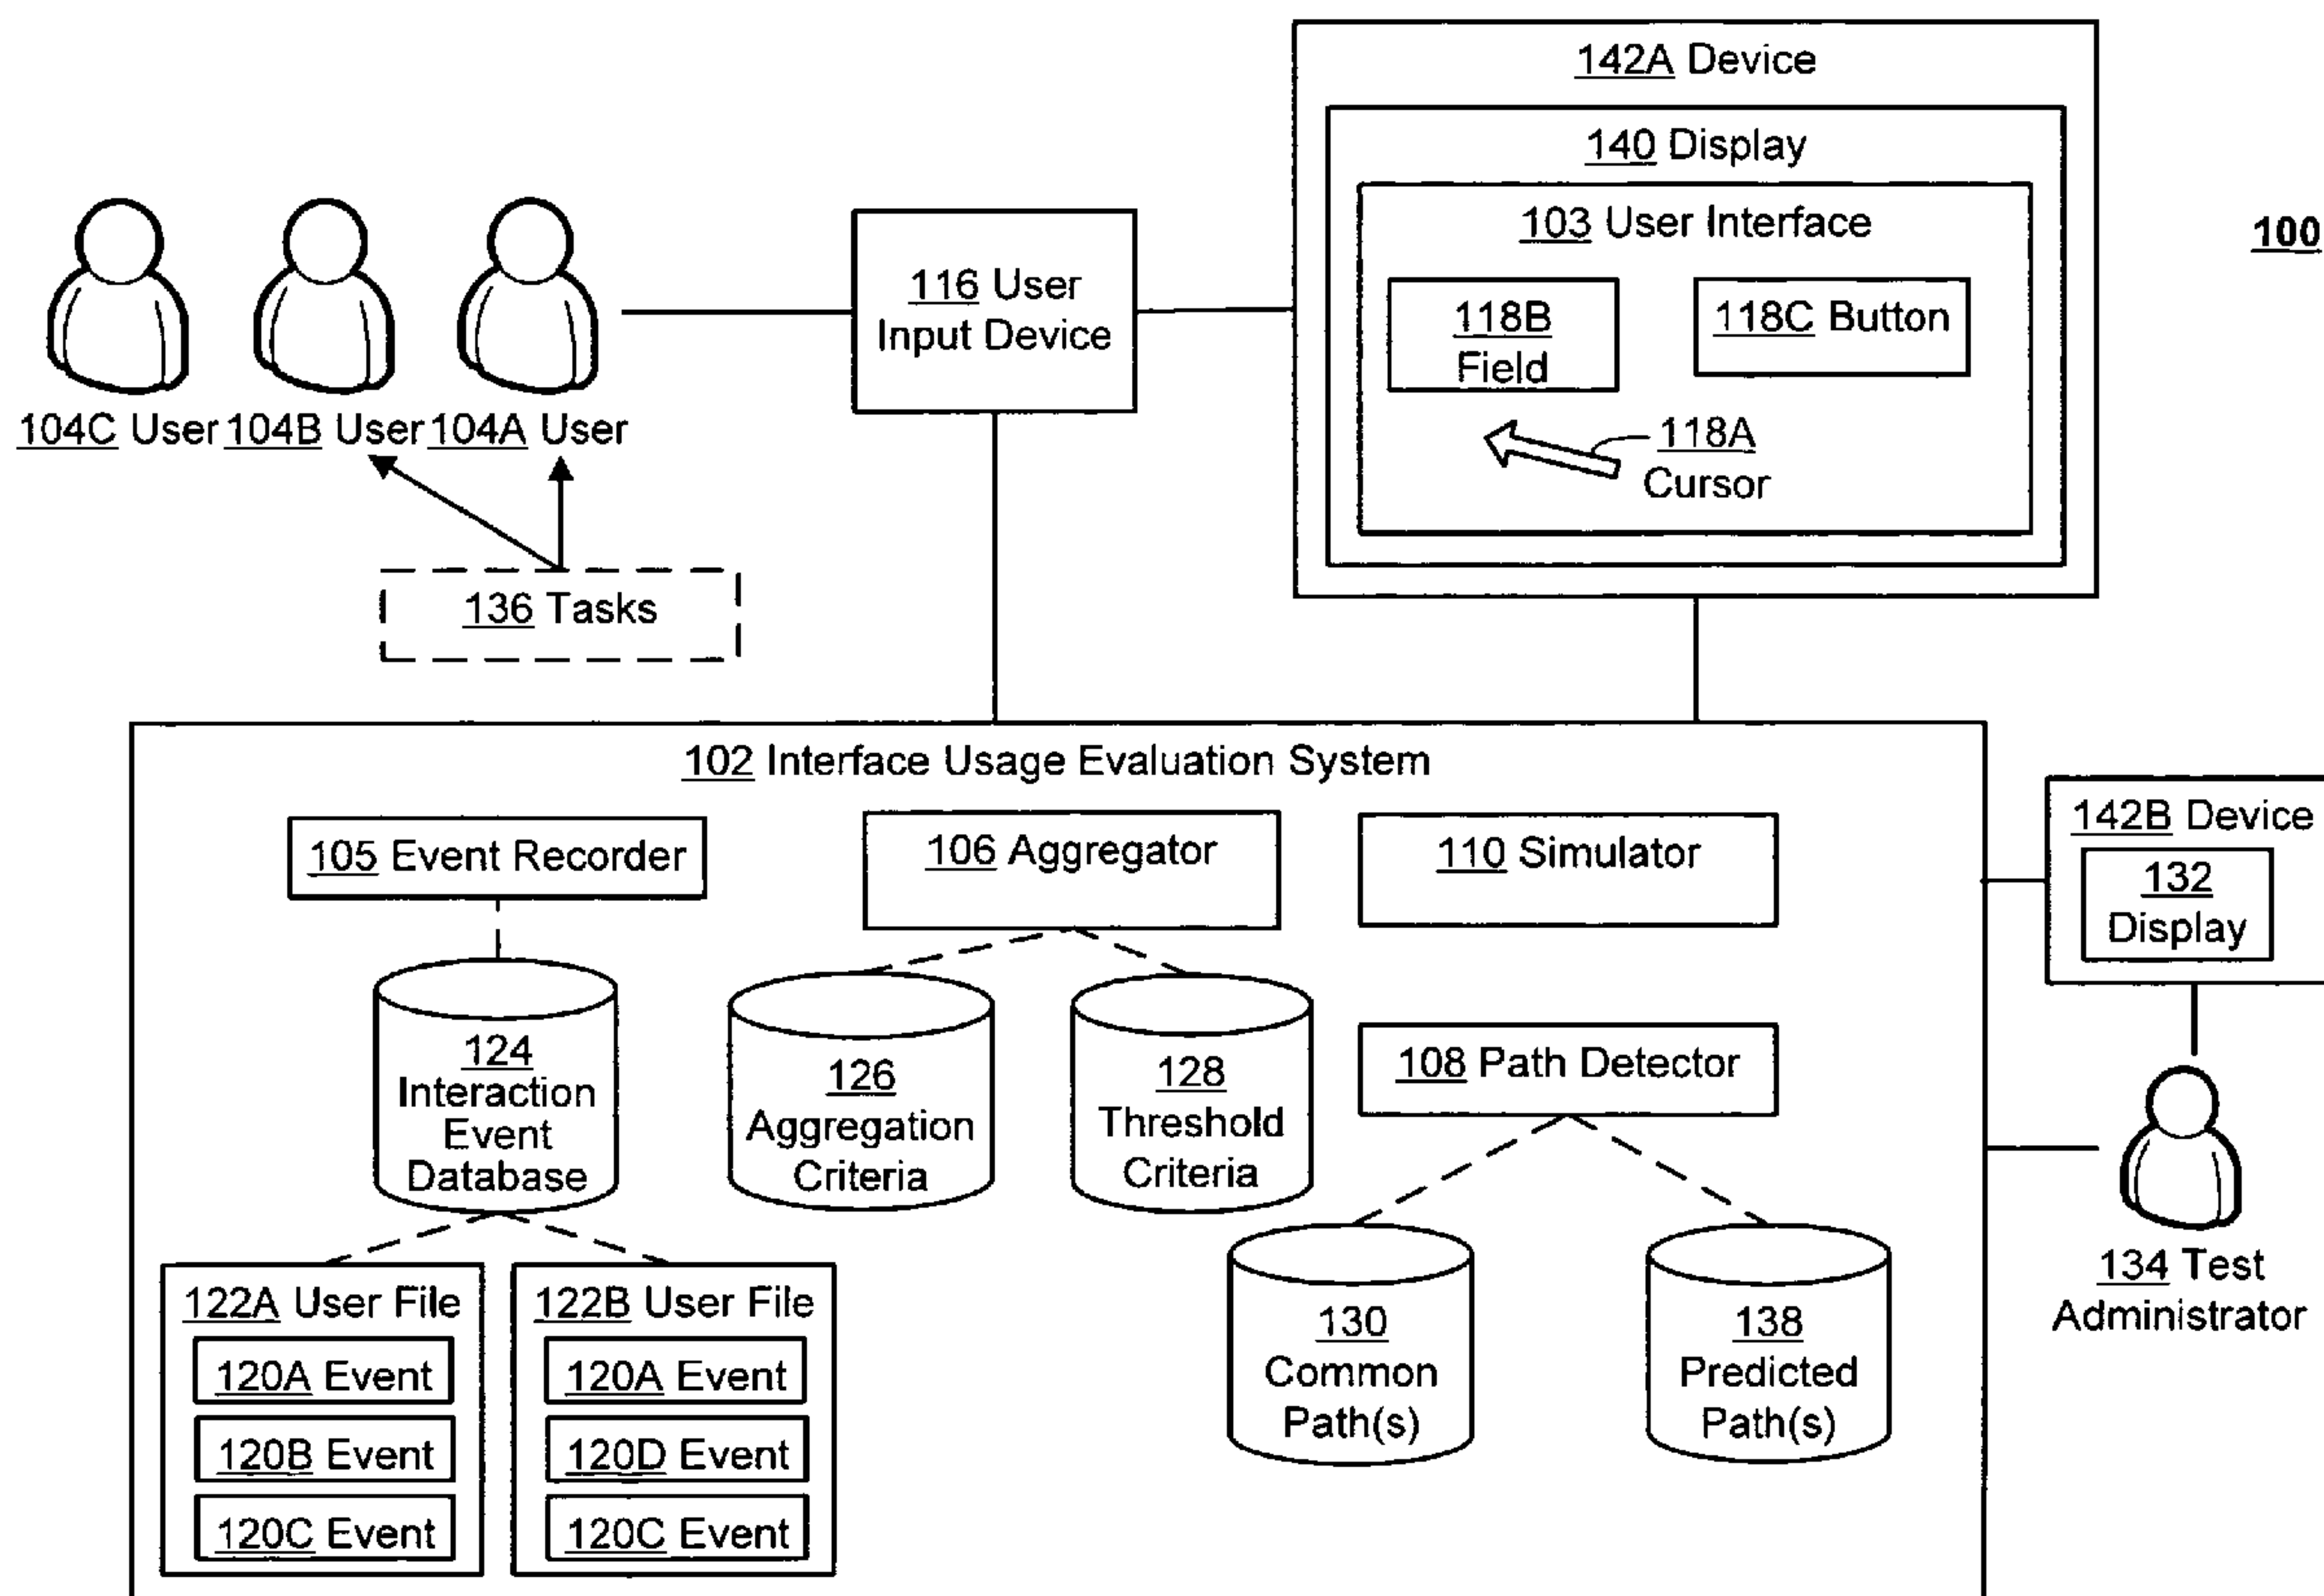 142A Device
140 Display
103 User Interface
100
116 User
Input Device
118B
Field
118C Button
118A
Cursor
104C User
104B User
104A User
136 Tasks
102 Interface Usage Evaluation System
105 Event Recorder
106 Aggregator
110 Simulator
142B Device
132
Display
124
Interaction
Event
Database
126
Aggregation
Criteria
128
Threshold
Criteria
108 Path Detector
122A User File
120A Event
120B Event
120C Event
122B User File
120A Event
120D Event
120C Event
130
Common
Path(s)
138
Predicted
Path(s)
134 Test
Administrator